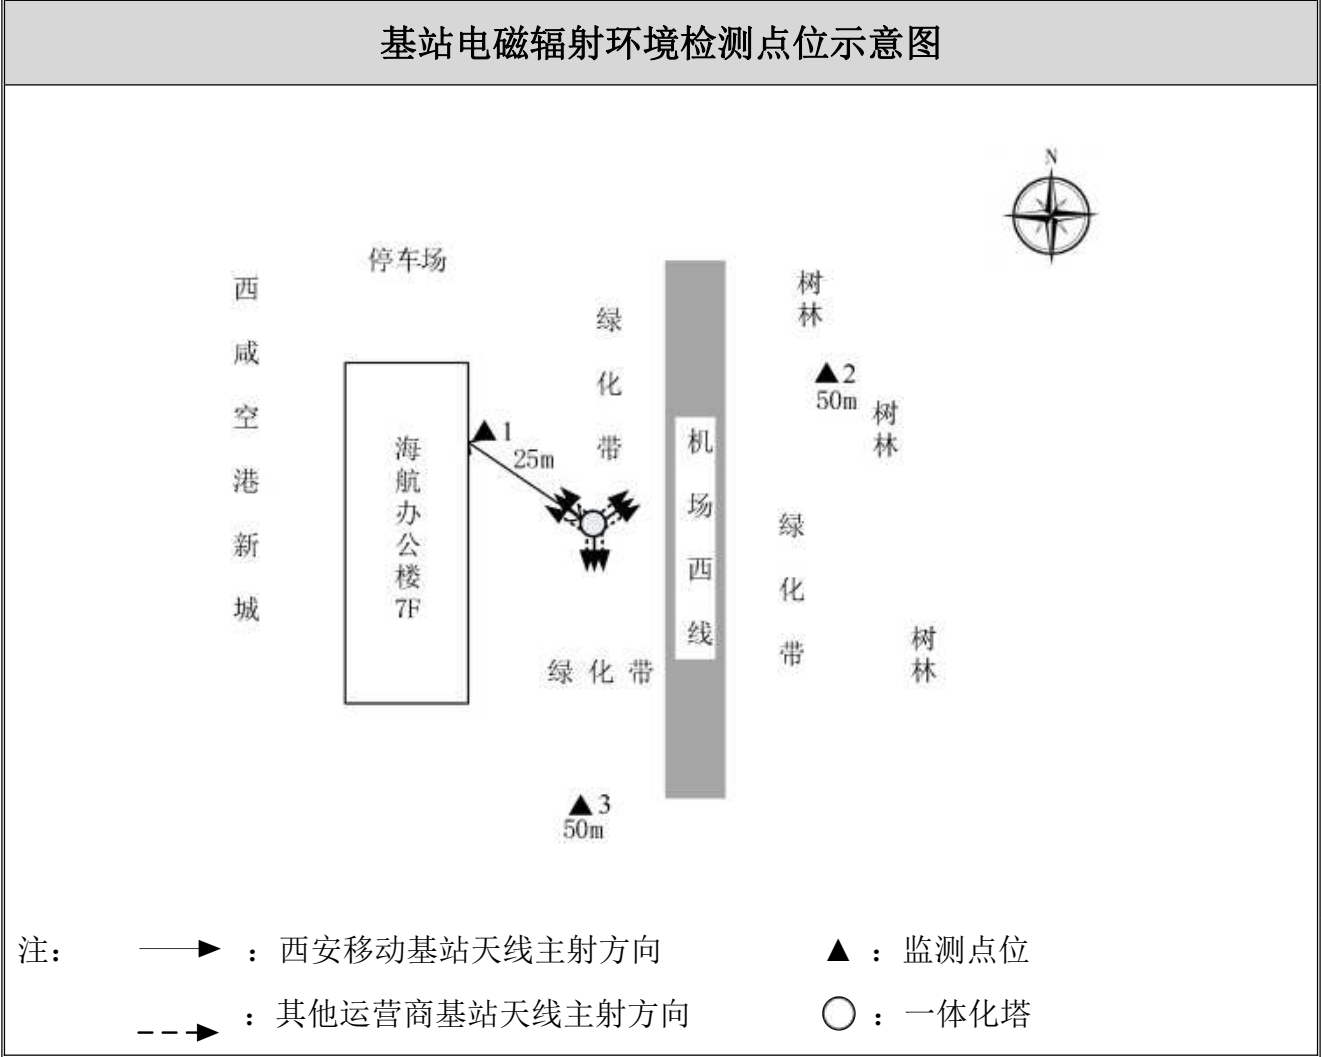 基站电磁辐射环境检测点位示意图
N
停车场
西咸空港新城
绿化带
树林
▲2
50m
树林
▲1
25m
海航办公楼7F
机场西线
绿化带
树林
绿化带
▲3
50m
注：
：西安移动基站天线主射方向
▲：监测点位
：其他运营商基站天线主射方向
：一体化塔